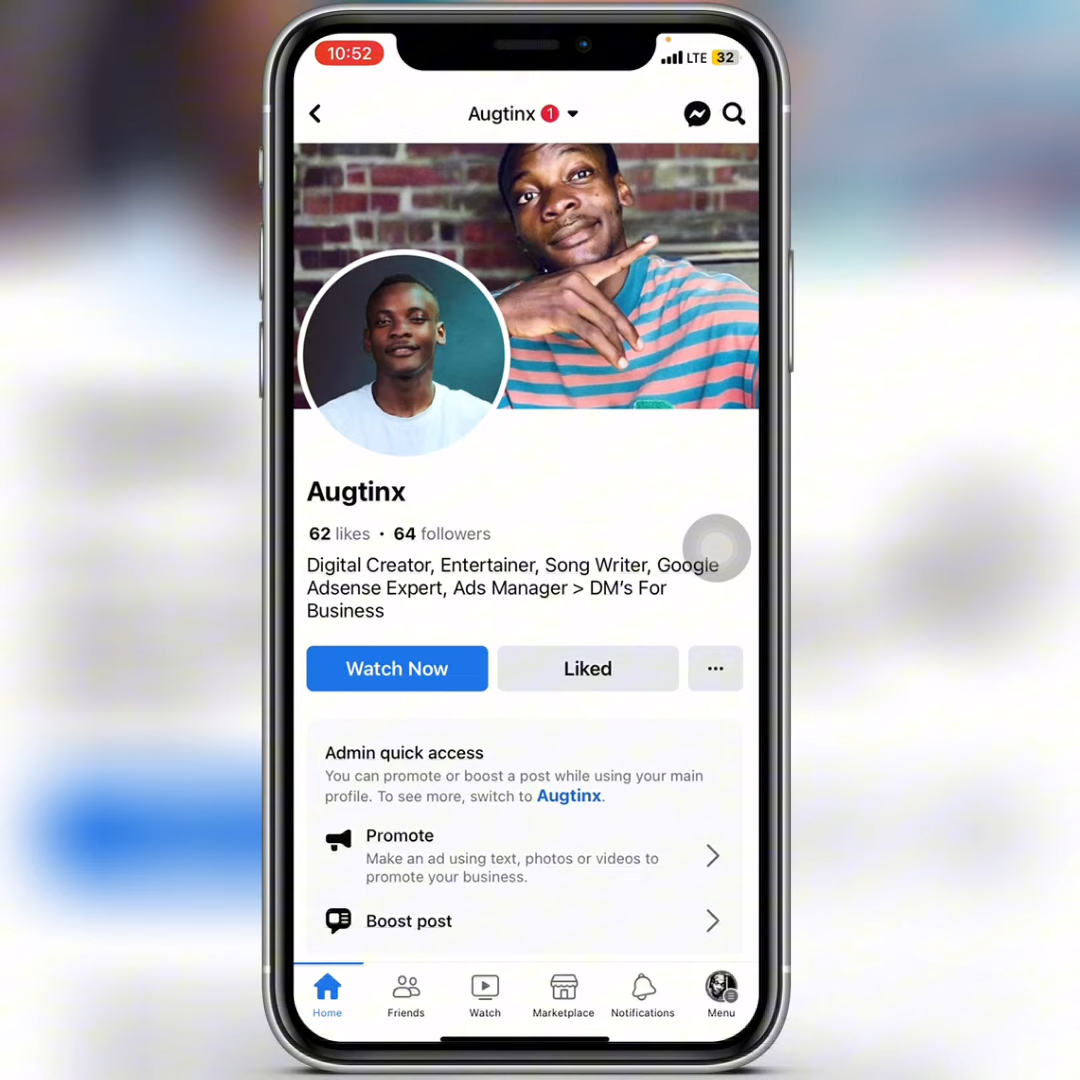 10:52
LTE 32
Augtinx 1
Augtinx
62 likes • 64 followers
Digital Creator, Entertainer, Song Writer, Google
Adsense Expert, Ads Manager > DM’s For
Business
Watch Now
Liked
Admin quick access
You can promote or boost a post while using your main
profile. To see more, switch to Augtinx.
Promote
Make an ad using text, photos or videos to
promote your business.
Boost post
Home
Friends
Watch
Marketplace
Notifications
Menu